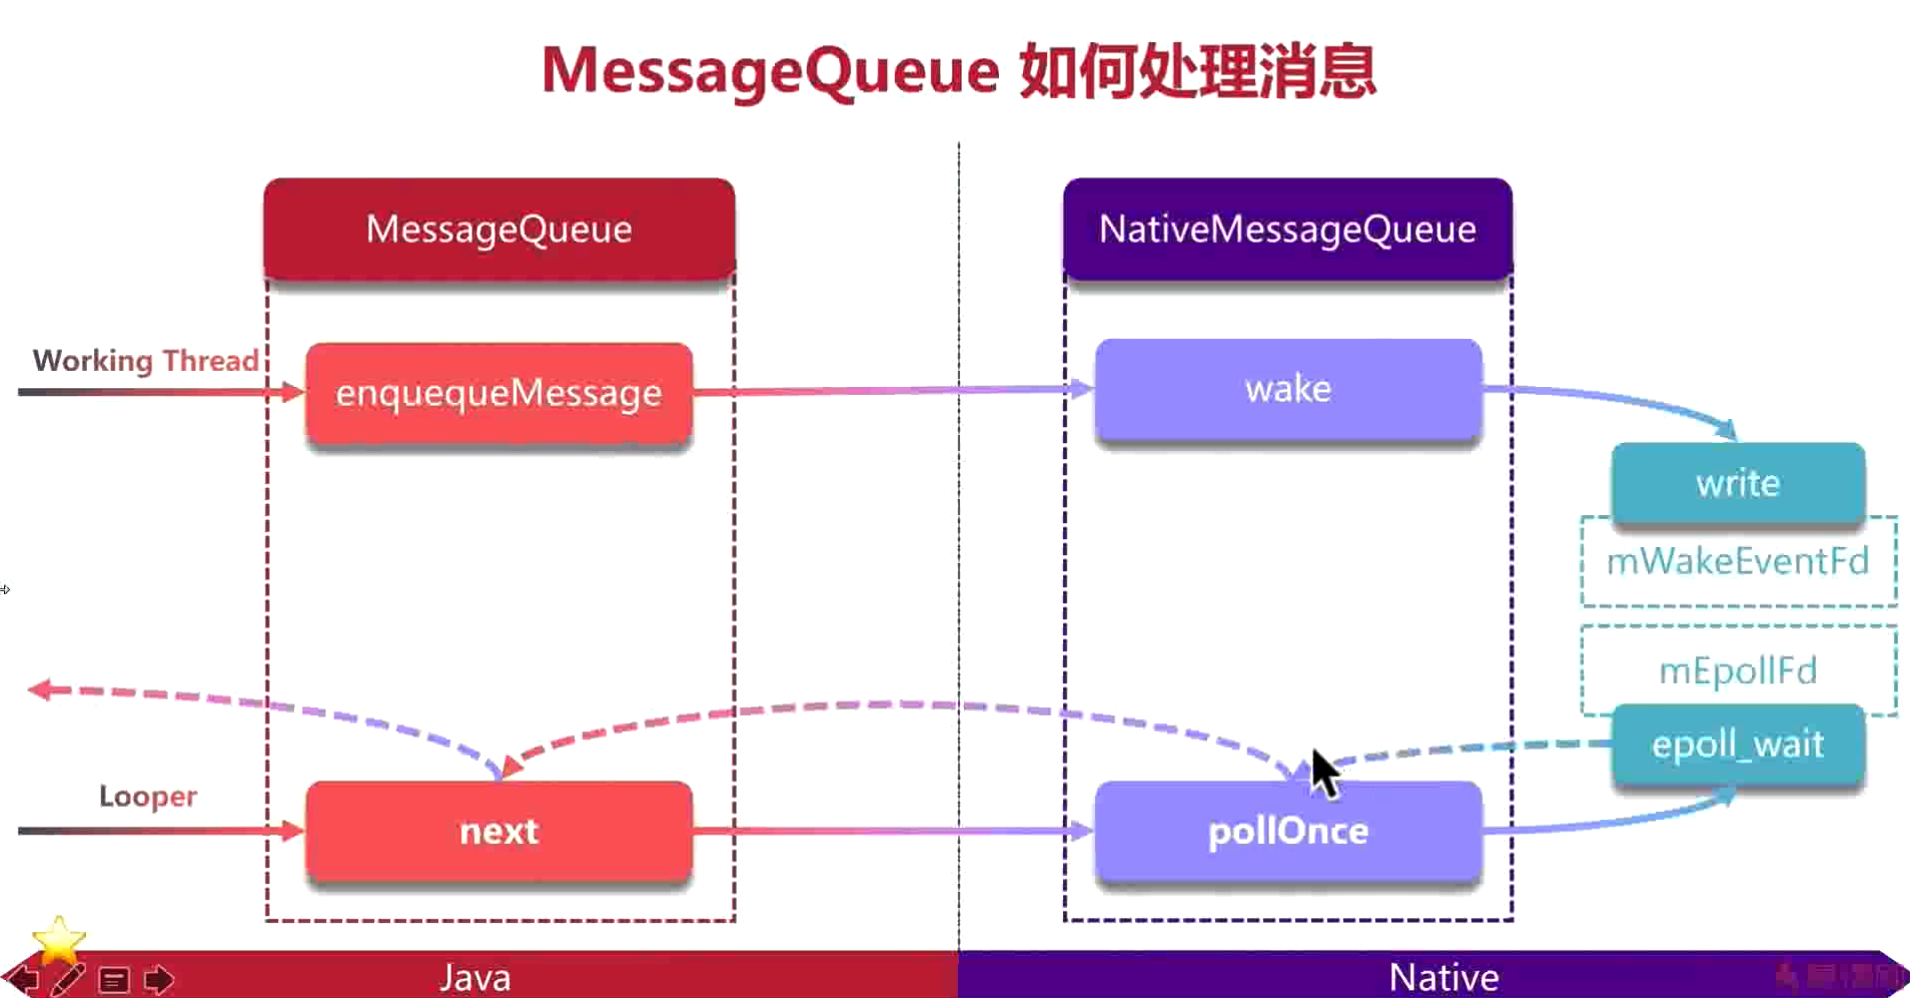 MessageQueue 如何处理消息
MessageQueue
NativeMessageQueue
Working Thread
enquequeMessage
wake
write
mWakeEventFd
mEpollFd
epoll_wait
Looper
next
pollOnce
Java
Native